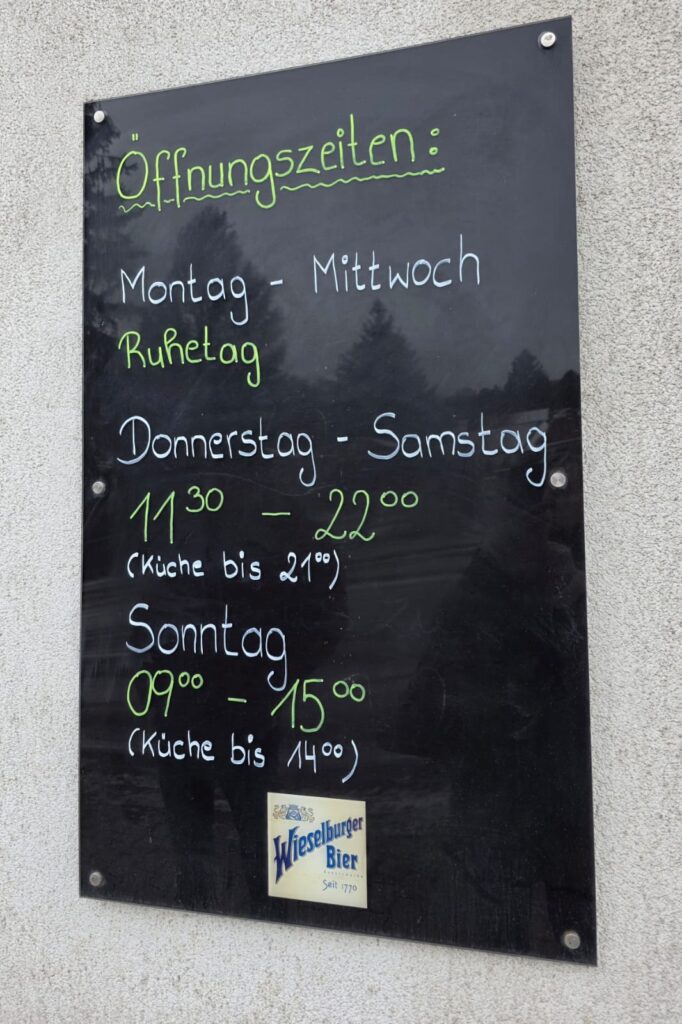 Öffnungszeiten:
Montag - Mittwoch
Ruhetag
Donnerstag - Samstag
11³⁰ - 22⁰⁰
(Küche bis 21⁰⁰)
Sonntag
09⁰⁰ - 15⁰⁰
(Küche bis 14⁰⁰)
Wieselburger
Bier
Seit 1770